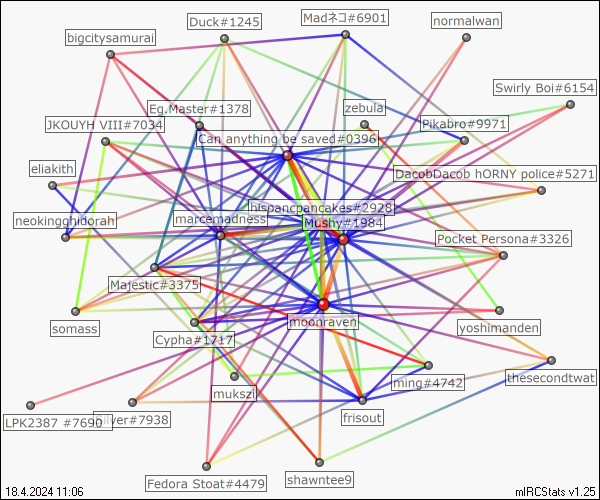 Duck#1245
Madネコ#6901
normalwan
bigcitysamurai
Swirly Boi#6154
Eg.Master#1378
zebula
JKOUYH VIII#7034
Pikabro#9971
Can anything be saved#0396
eliakith
DacobDacob hORNY police#5271
hispancpancakes#2928
neokingghidorah
marcemadness
Mushy#1984
Pocket Persona#3326
Majestic#3375
moonraven
somass
yoshimanden
Cypha#1717
ming#4742
thesecondtwat
mukszi
LPK2387 #7690
Silver#7938
frisout
Fedora Stoat#4479
shawntee9
18.4.2024 11:06
mIRCStats v1.25